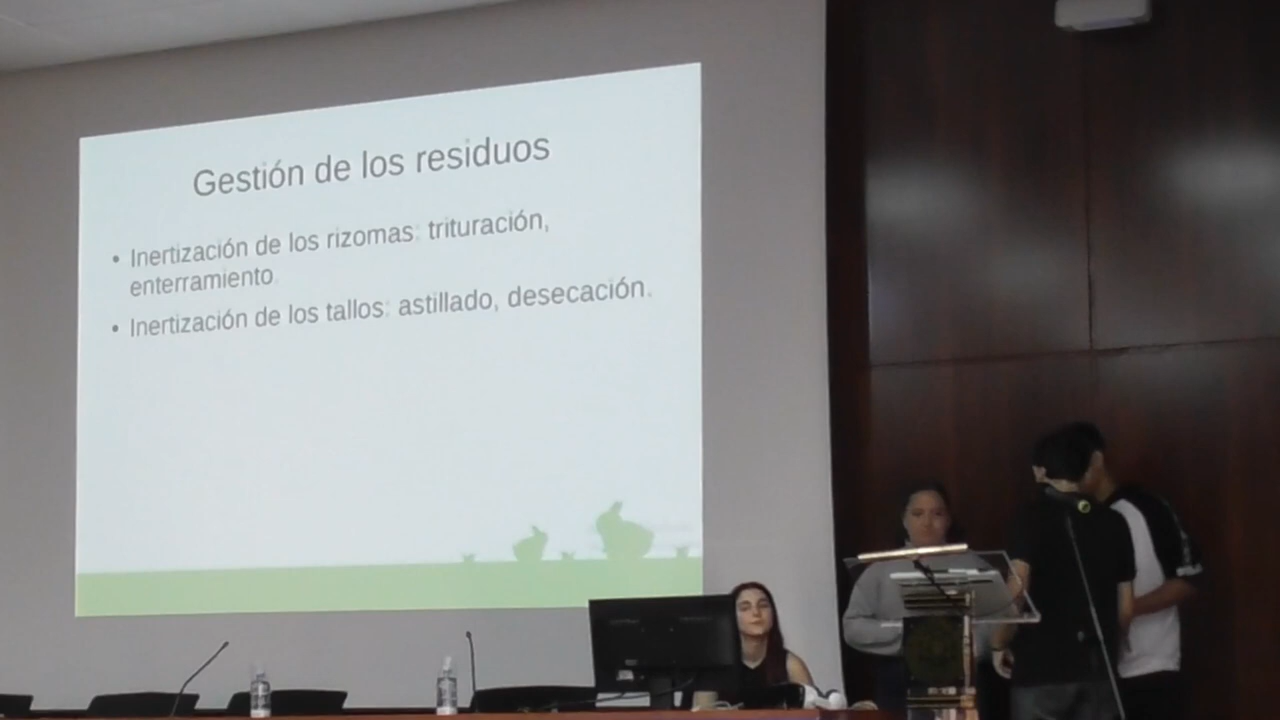 Gestión de los residuos
• Inertización de los rizomas: trituración,
enterramiento.
• Inertización de los tallos: astillado, desecación.